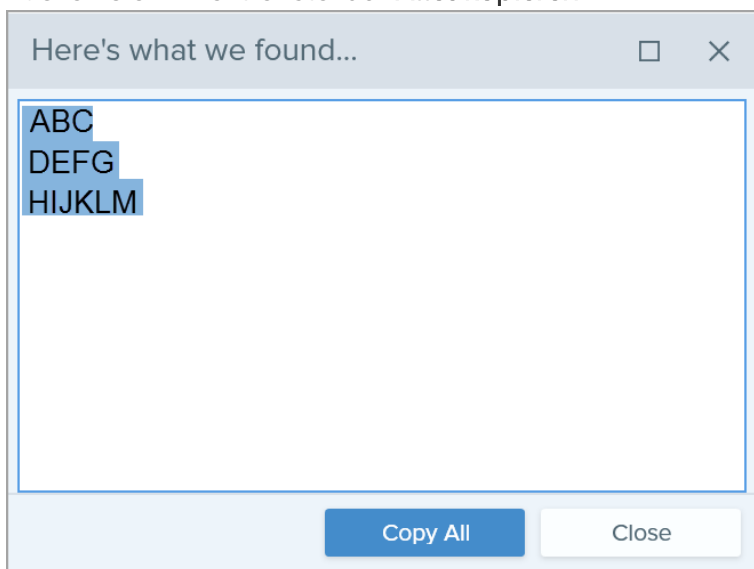 Here's what we found...
ABC
DEFG
HIJKLM
Copy All
Close